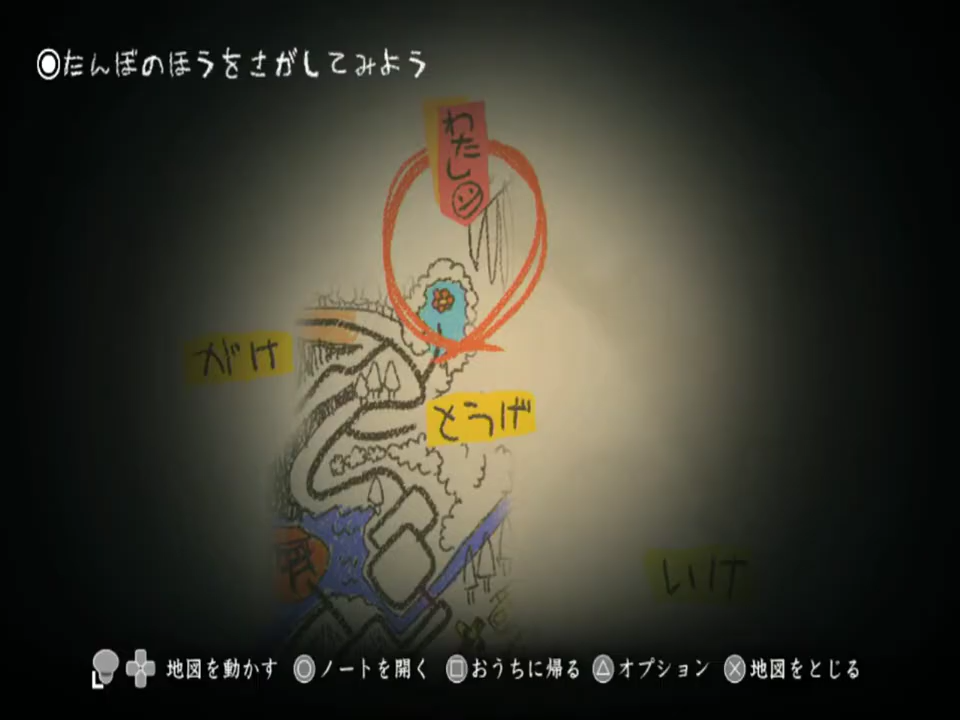 たんぼのほうをさがしてみよう
わたし
がけ
とうげ
いけ
L 地図を動かす ノートを開く おうちに帰る オプション 地図をとじる